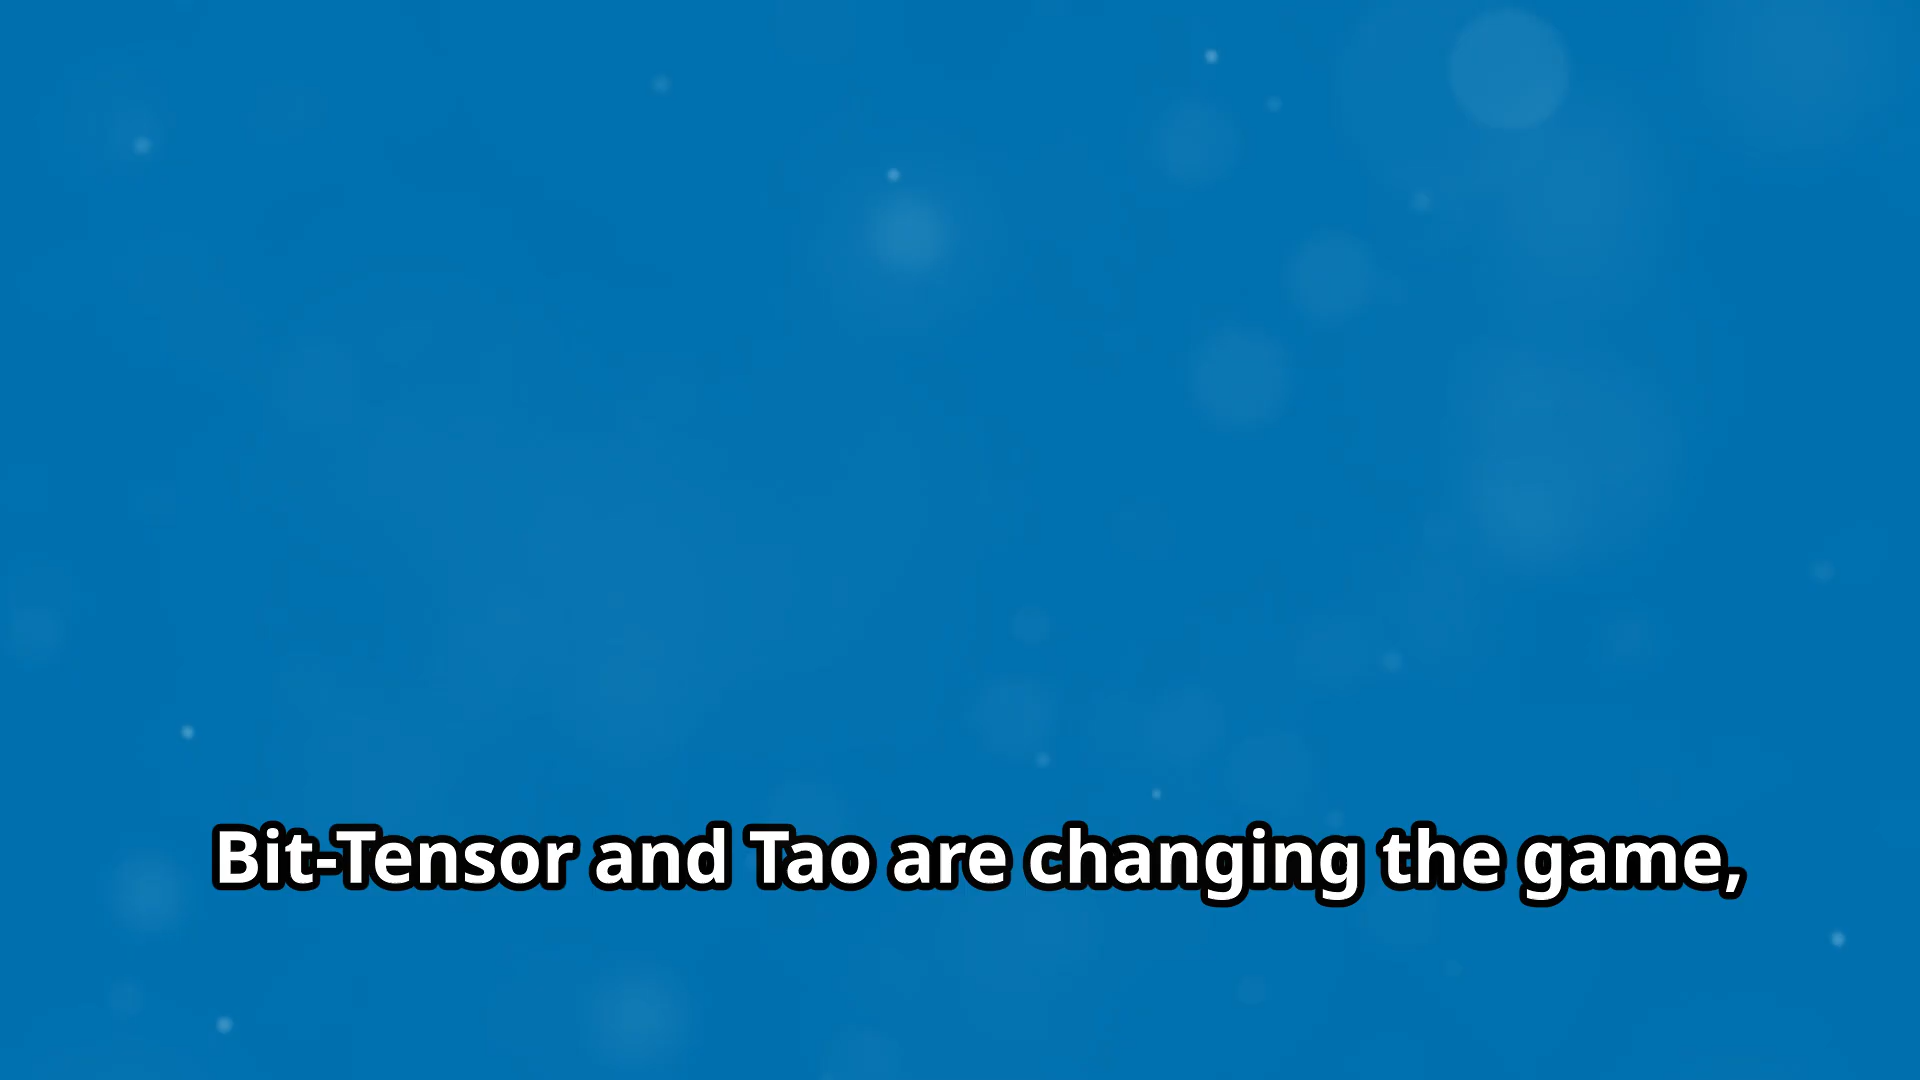 Bit-Tensor and Tao are changing the game,